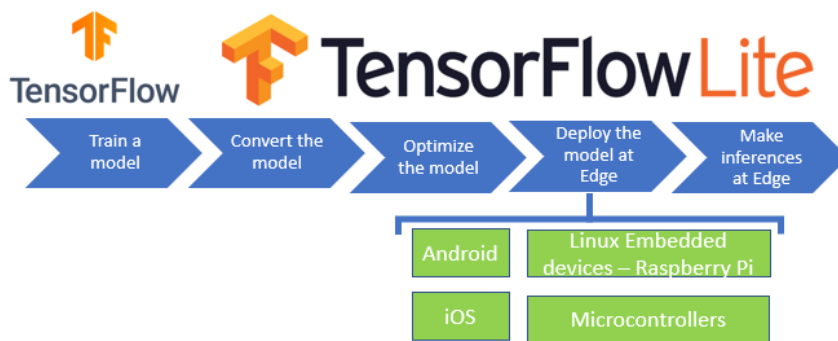 TensorFlow
TensorFlow Lite
Train a
model
Convert the
model
Optimize
the model
Deploy the
model at
Edge
Make
inferences
at Edge
Android
Linux Embedded
devices – Raspberry Pi
iOS
Microcontrollers